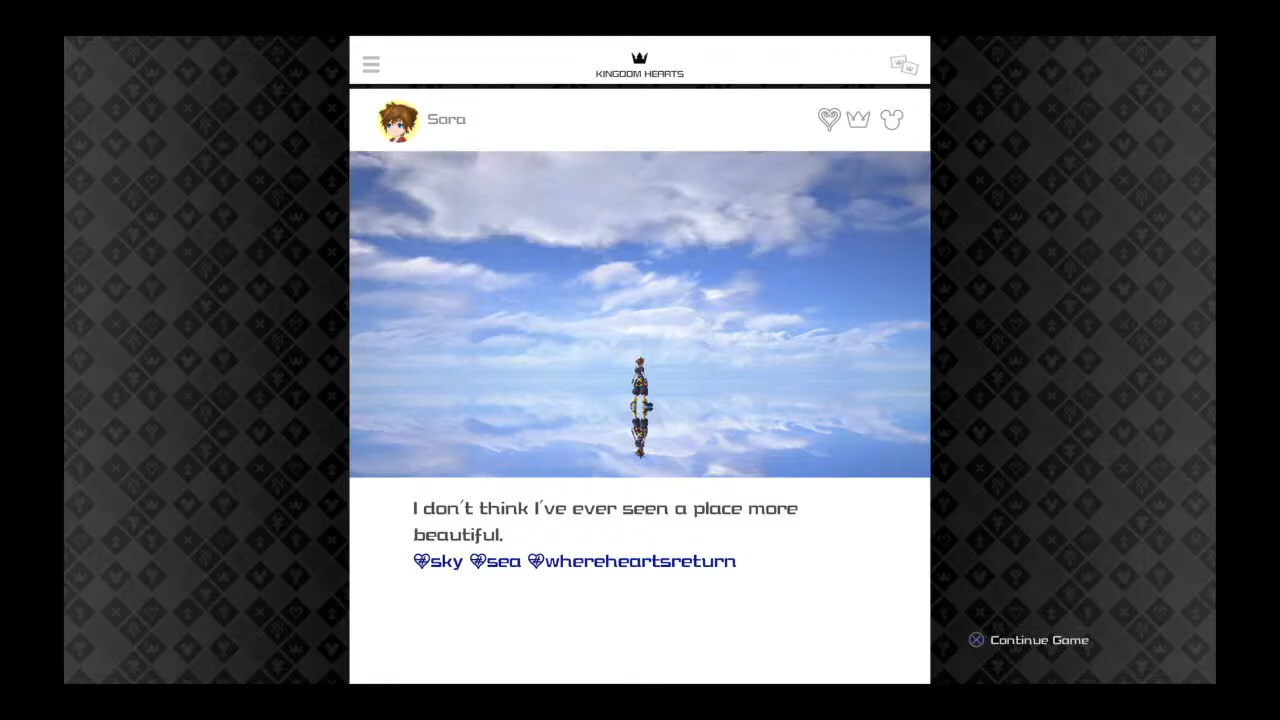 KINGDOM HEARTS
Sora
I don't think I've ever seen a place more
beautiful.
sky sea whereheartsreturn
Continue Game